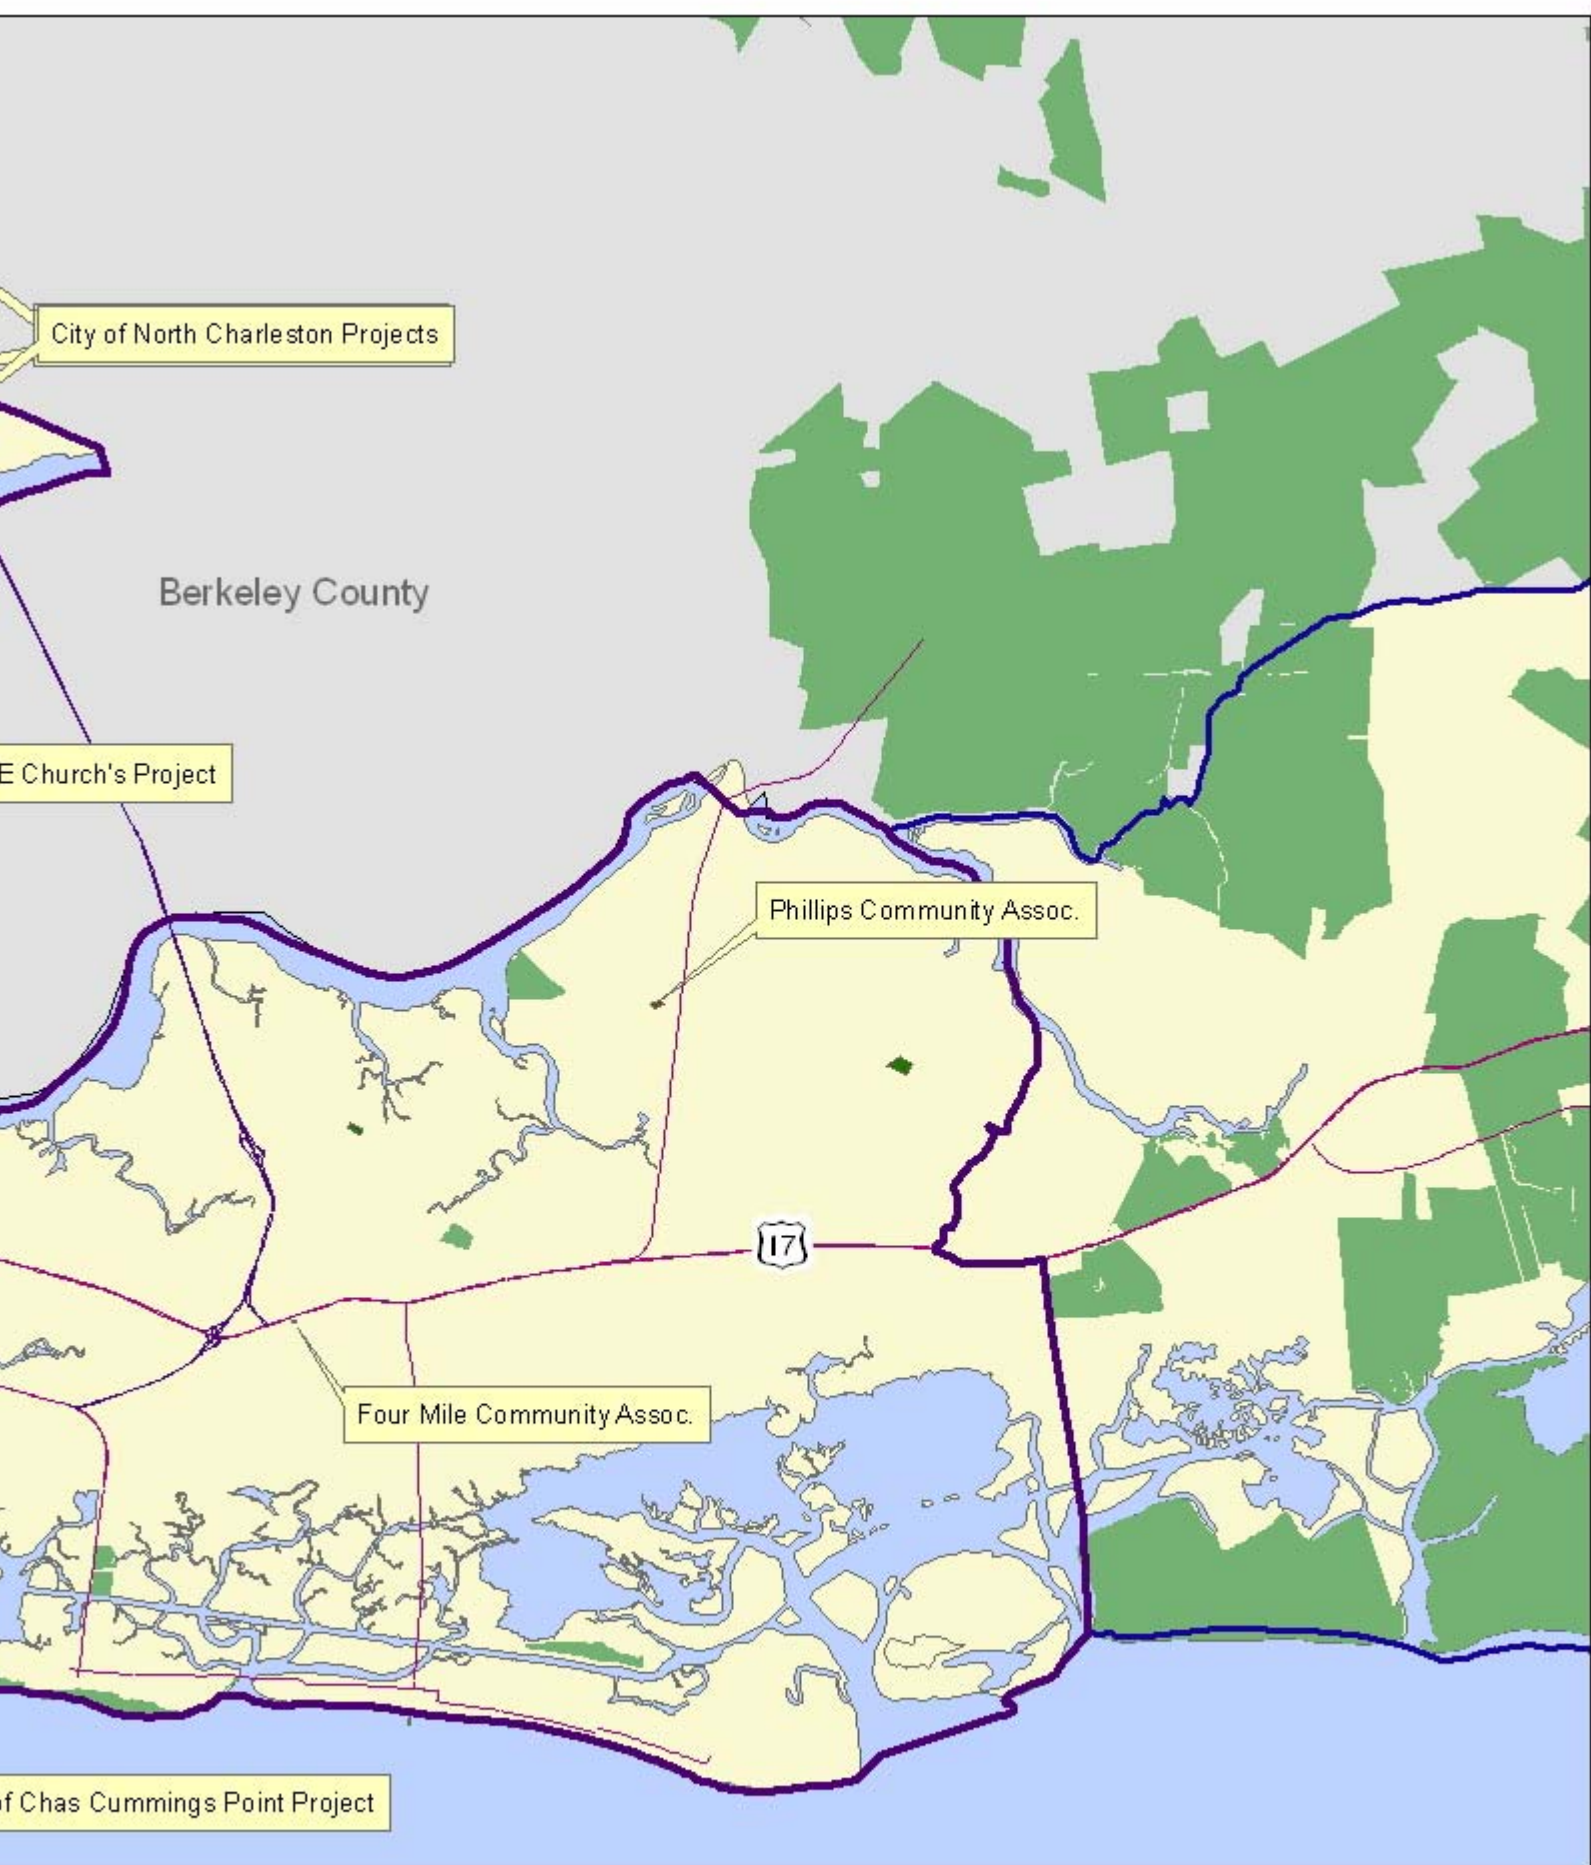 City of North Charleston Projects
Berkeley County
E Church's Project
Phillips Community Assoc.
17
Four Mile Community Assoc.
of Chas Cummings Point Project